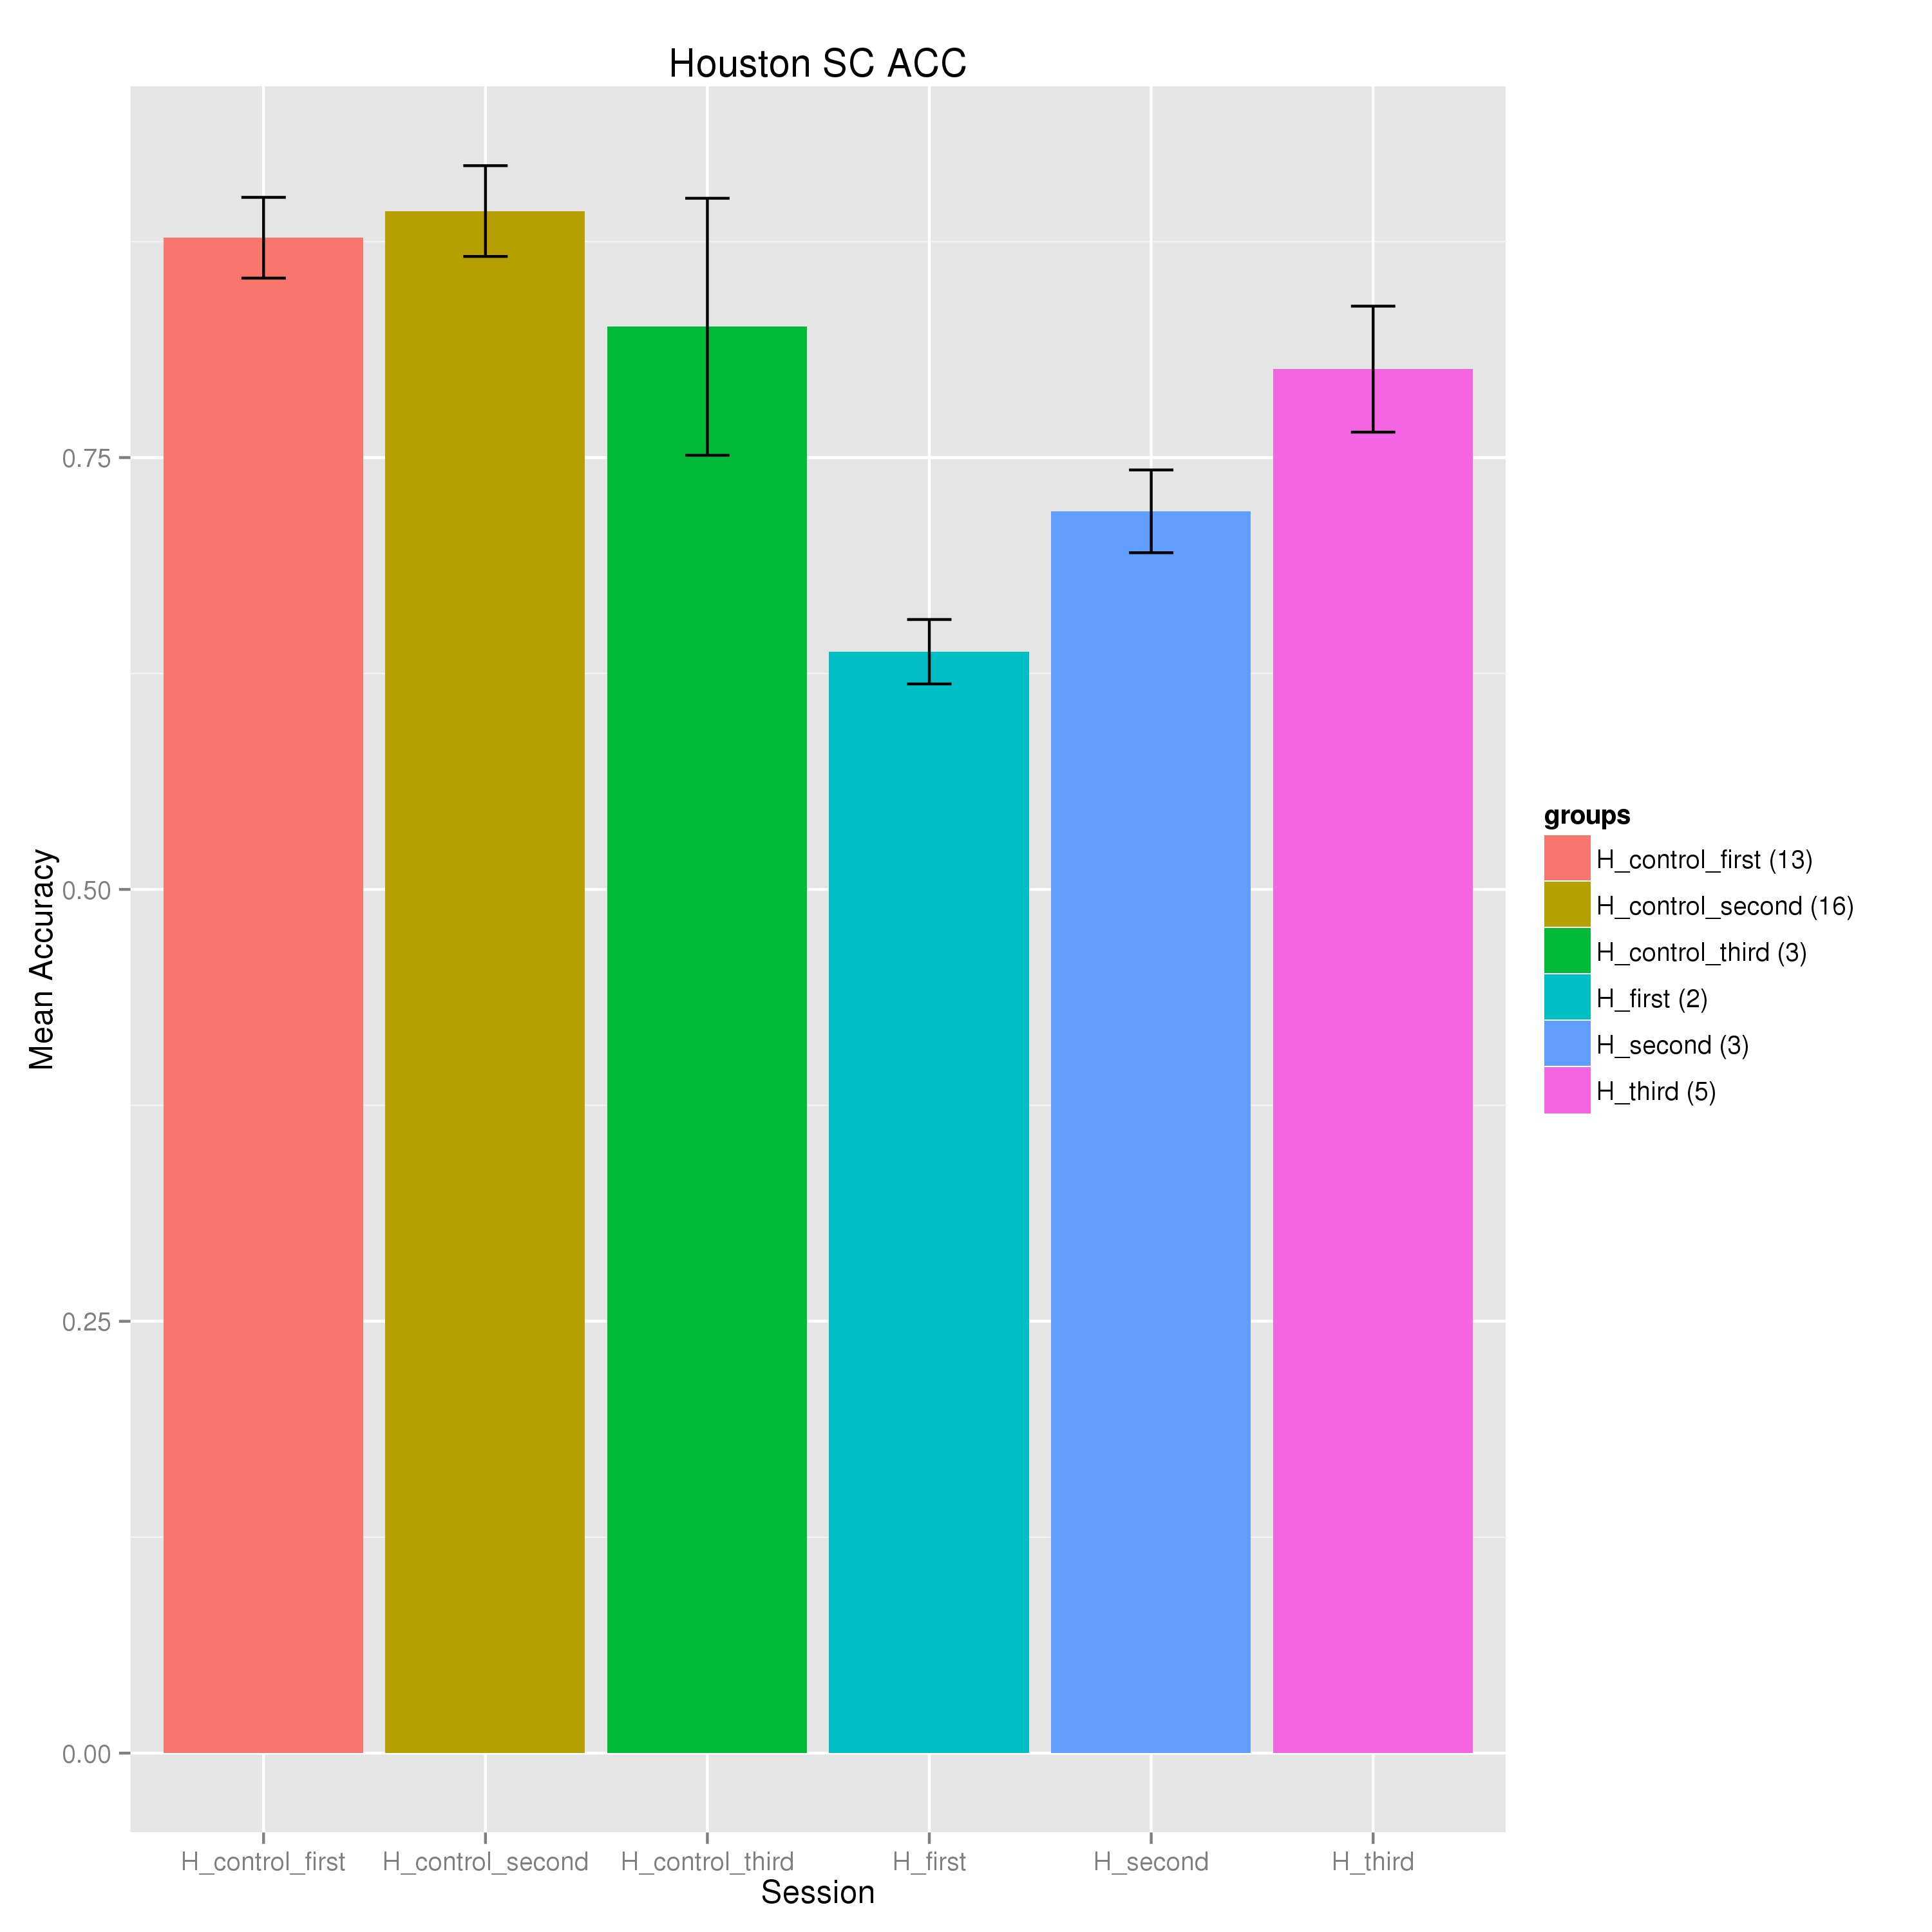 Houston SC ACC
Mean Accuracy
0.75
0.50
0.25
0.00
H_control_first
H_control_second
H_control_third
H_first
H_second
H_third
Session
groups
H_control_first (13)
H_control_second (16)
H_control_third (3)
H_first (2)
H_second (3)
H_third (5)